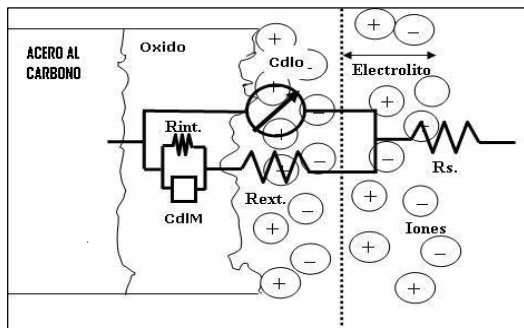 ACERO AL
CARBONO
Oxido
Cdlo
Electrolito
Rint.
CdlM
Rext.
Rs.
Iones